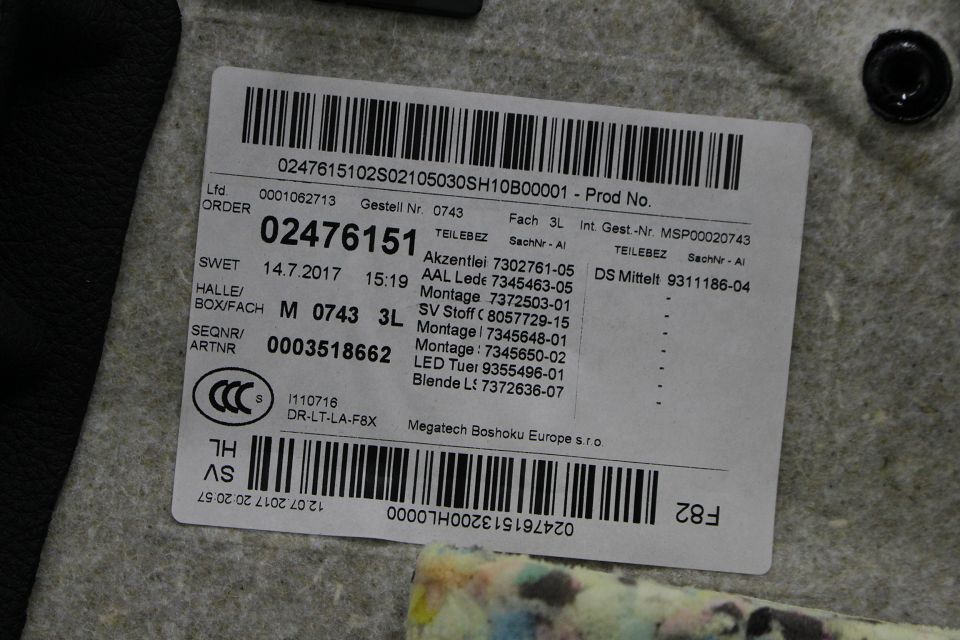 0247615102S02105030SH10B00001 - Prod No.
Lfd. 0001062713 Gestell Nr. 0743 Fach 3L Int. Gest.-Nr. MSP00020743
ORDER 02476151 TEILEBEZ SachNr - AI TEILEBEZ SachNr - AI
Akzentlei 7302761-05 DS Mittelt 9311186-04
SWET 14.7.2017 15:19 AAL Lede 7345463-05 -
Montage 7372503-01 -
HALLE/
BOX/FACH M 0743 3L SV Stoff 8057729-15 -
Montage 7345648-01 -
SEQNR/
ARTNR 0003518662 Montage 7345650-02 -
LED Tuer 9355496-01 -
Blende LS 7372636-07 -
CCC S
I110716
DR-LT-LA-F8X Megatech Boshoku Europe s.r.o.
F82
024761513200HL0000
SV
HL
12.07.2017 20:20:57